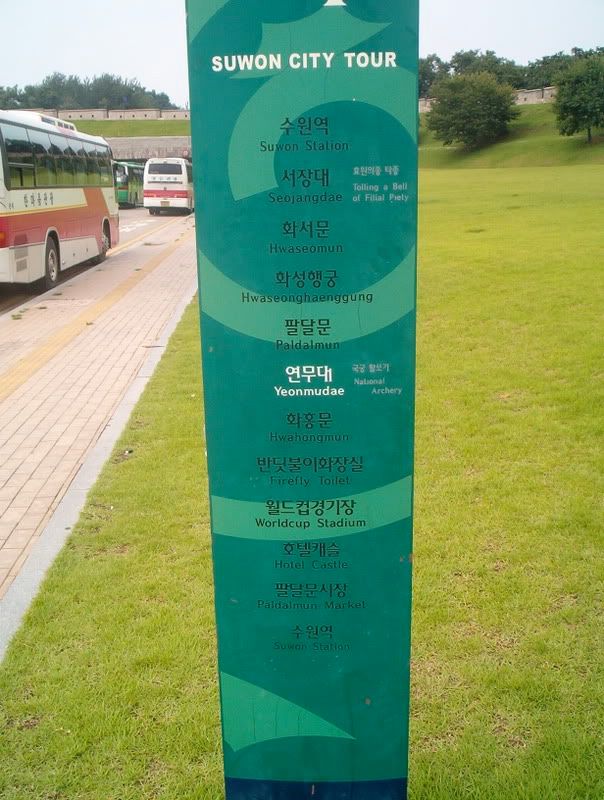 SUWON CITY TOUR
수원역
Suwon Station
서장대
Seojangdae
효원의종 타종
Tolling a Bell
of Filial Piety
화서문
Hwaseomun
화성행궁
Hwaseonghaenggung
팔달문
Paldalmun
연무대
Yeonmudae
국궁 활쏘기
National
Archery
화홍문
Hwahongmun
반딧불이화장실
Firefly Toilet
월드컵경기장
Worldcup Stadium
호텔캐슬
Hotel Castle
팔달문시장
Paldalmun Market
수원역
Suwon Station